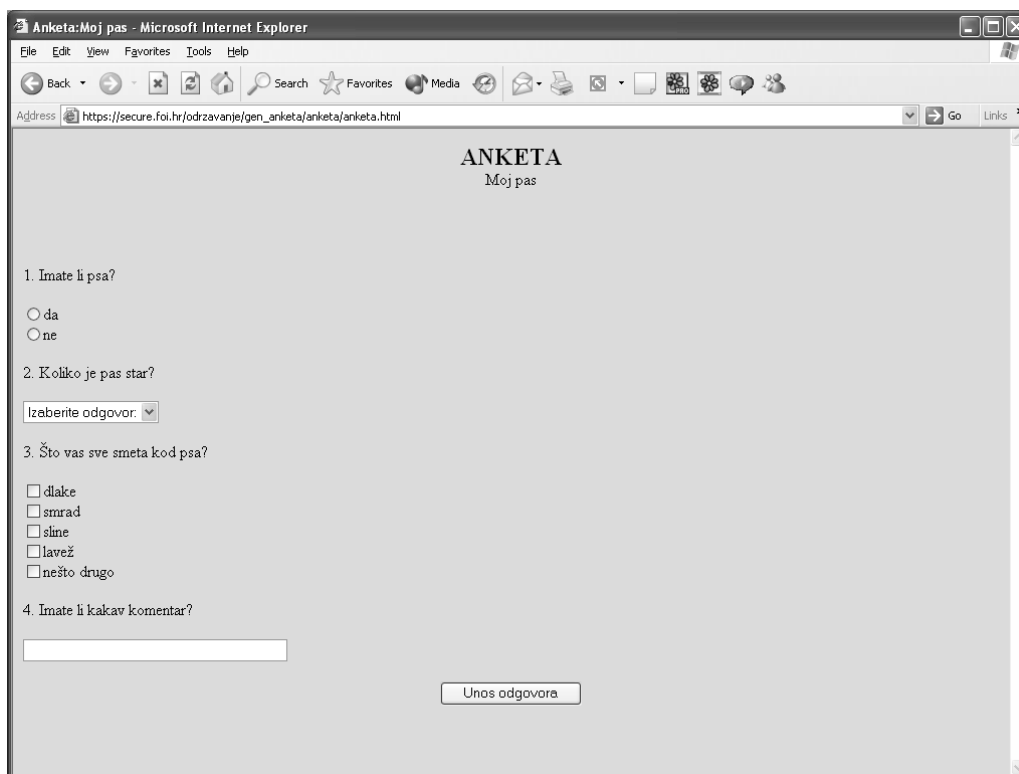 Anketa:Moj pas - Microsoft Internet Explorer
File Edit View Favorites Tools Help
Back Search Favorites Media
Address https://secure.foi.hr/odrzavanje/gen_anketa/anketa/anketa.html Go Links
ANKETA
Moj pas
1. Imate li psa?
da
ne
2. Koliko je pas star?
Izaberite odgovor:
3. Što vas sve smeta kod psa?
dlake
smrad
sline
lavež
nešto drugo
4. Imate li kakav komentar?
Unos odgovora